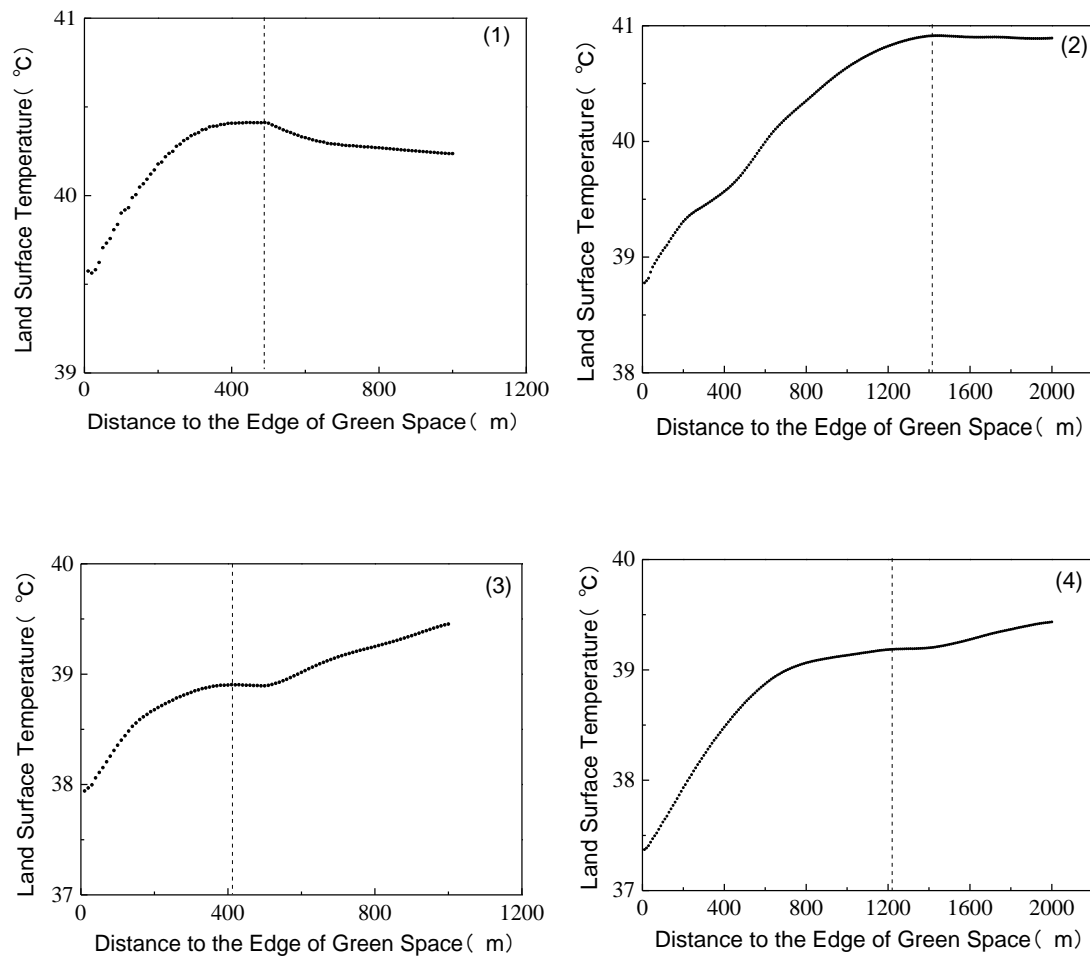 (1)
Land Surface Temperature( ℃)
41
40
39
0 400 800 1200
Distance to the Edge of Green Space( m)
(2)
Land Surface Temperature( ℃)
41
40
39
38
0 400 800 1200 1600 2000
Distance to the Edge of Green Space( m)
(3)
Land Surface Temperature( ℃)
40
39
38
37
0 400 800 1200
Distance to the Edge of Green Space( m)
(4)
Land Surface Temperature( ℃)
40
39
38
37
0 400 800 1200 1600 2000
Distance to the Edge of Green Space( m)